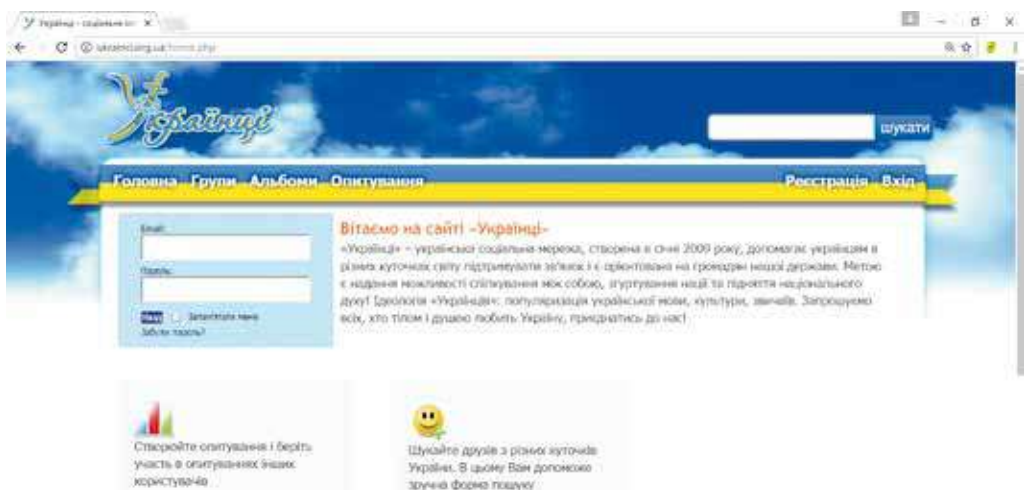 Українці
шукати
Головна Групи Альбоми Опитування
Реєстрація Вхід
Email:
Пароль:
Вхід Запам'ятати мене
Забули пароль?
Вітаємо на сайті «Українці»
«Українці» – українська соціальна мережа, створена в січні 2009 року, допомагає українцям в
різних куточках світу підтримувати зв'язок і є орієнтована на громадян нашої держави. Метою
є надання можливості спілкування між собою, згуртування нації та підняття національного
духу! Ідеологія «Українців»: популяризація української мови, культури, звичаїв. Запрошуємо
всіх, хто тілом і душею любить Україну, приєднатись до нас!
Створюйте опитування і беріть
участь в опитуваннях інших
користувачів
Шукайте друзів з різних куточків
України. В цьому Вам допоможе
зручна форма пошуку